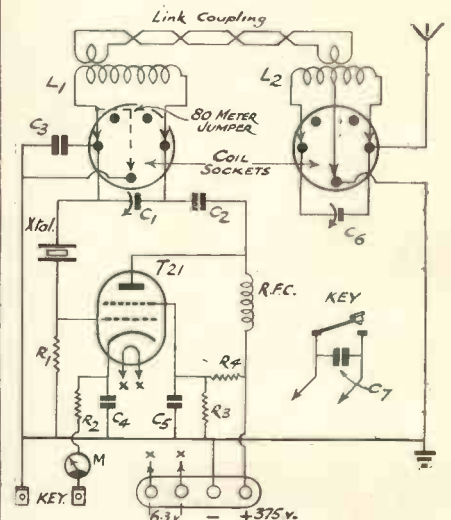 Link Coupling
L1
L2
80 METER
JUMPER
C3
COIL
SOCKETS
C1
C2
C6
Xtal.
T21
R.F.C.
KEY
R1
R4
C7
x x
R2
C4
C5
R3
M
x x
KEY.
6.3v - +375v.